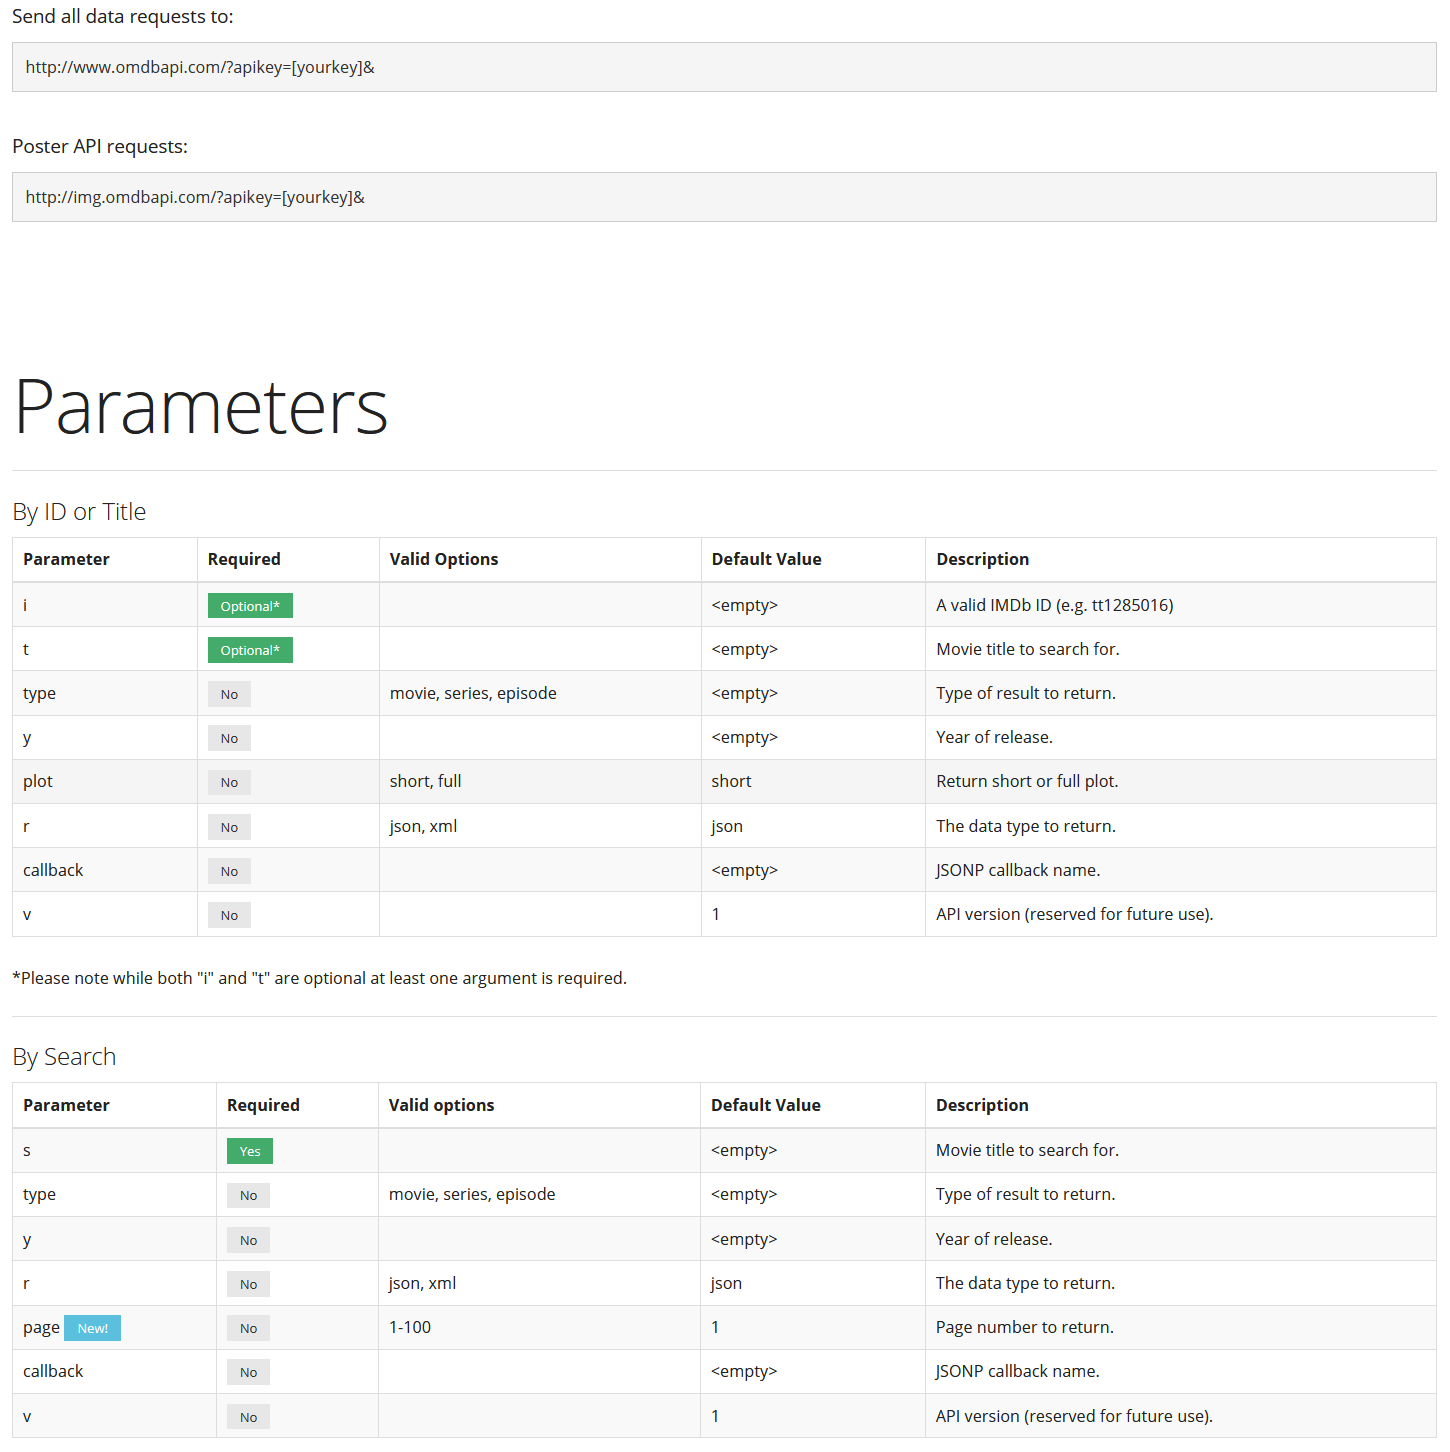 Send all data requests to:
http://www.omdbapi.com/?apikey=[yourkey]&
Poster API requests:
http://img.omdbapi.com/?apikey=[yourkey]&
Parameters
By ID or Title
Parameter Required Valid Options Default Value Description
i Optional* <empty> A valid IMDb ID (e.g. tt1285016)
t Optional* <empty> Movie title to search for.
type No movie, series, episode <empty> Type of result to return.
y No <empty> Year of release.
plot No short, full short Return short or full plot.
r No json, xml json The data type to return.
callback No <empty> JSONP callback name.
v No 1 API version (reserved for future use).
*Please note while both "i" and "t" are optional at least one argument is required.
By Search
Parameter Required Valid options Default Value Description
s Yes <empty> Movie title to search for.
type No movie, series, episode <empty> Type of result to return.
y No <empty> Year of release.
r No json, xml json The data type to return.
page New! No 1-100 1 Page number to return.
callback No <empty> JSONP callback name.
v No 1 API version (reserved for future use).